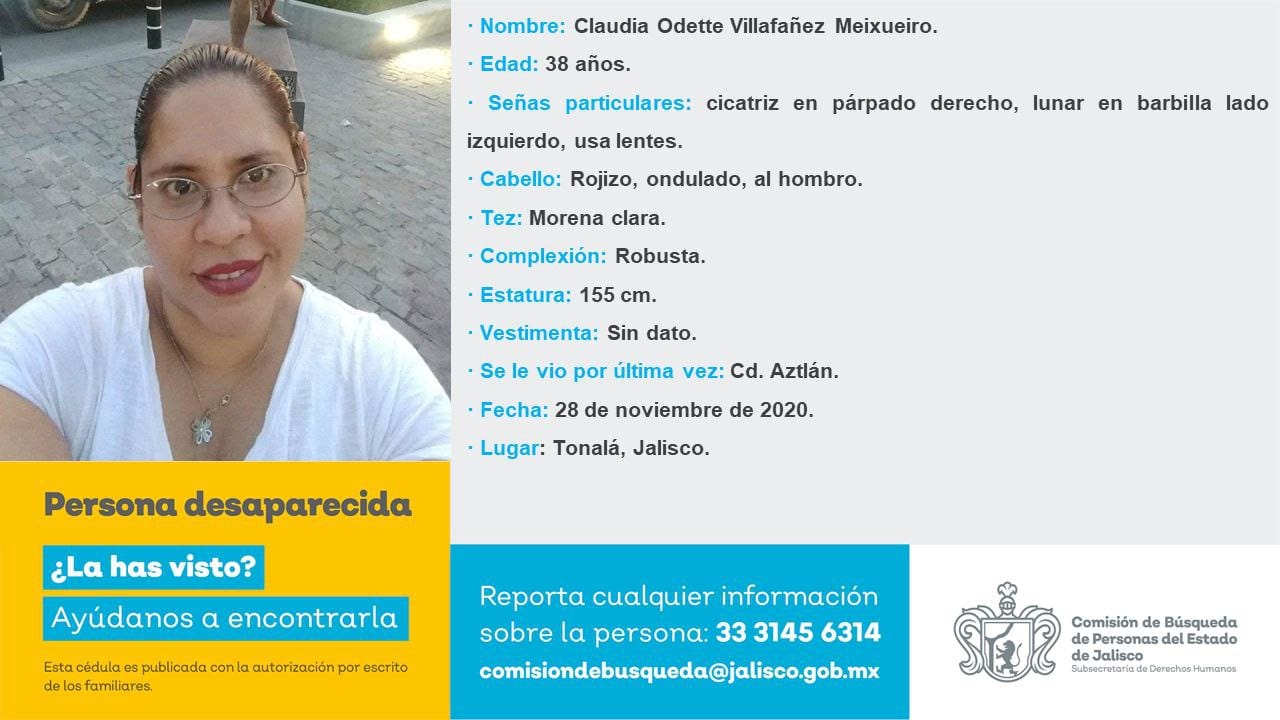 · Nombre: Claudia Odette Villafañez Meixueiro.
· Edad: 38 años.
· Señas particulares: cicatriz en párpado derecho, lunar en barbilla lado
izquierdo, usa lentes.
· Cabello: Rojizo, ondulado, al hombro.
· Tez: Morena clara.
· Complexión: Robusta.
· Estatura: 155 cm.
· Vestimenta: Sin dato.
· Se le vio por última vez: Cd. Aztlán.
· Fecha: 28 de noviembre de 2020.
· Lugar: Tonalá, Jalisco.
Persona desaparecida
¿La has visto?
Ayúdanos a encontrarla
Esta cédula es publicada con la autorización por escrito
de los familiares.
Reporta cualquier información
sobre la persona: 33 3145 6314
comisiondebusqueda@jalisco.gob.mx
Comisión de Búsqueda
de Personas del Estado
de Jalisco
Subsecretaría de Derechos Humanos